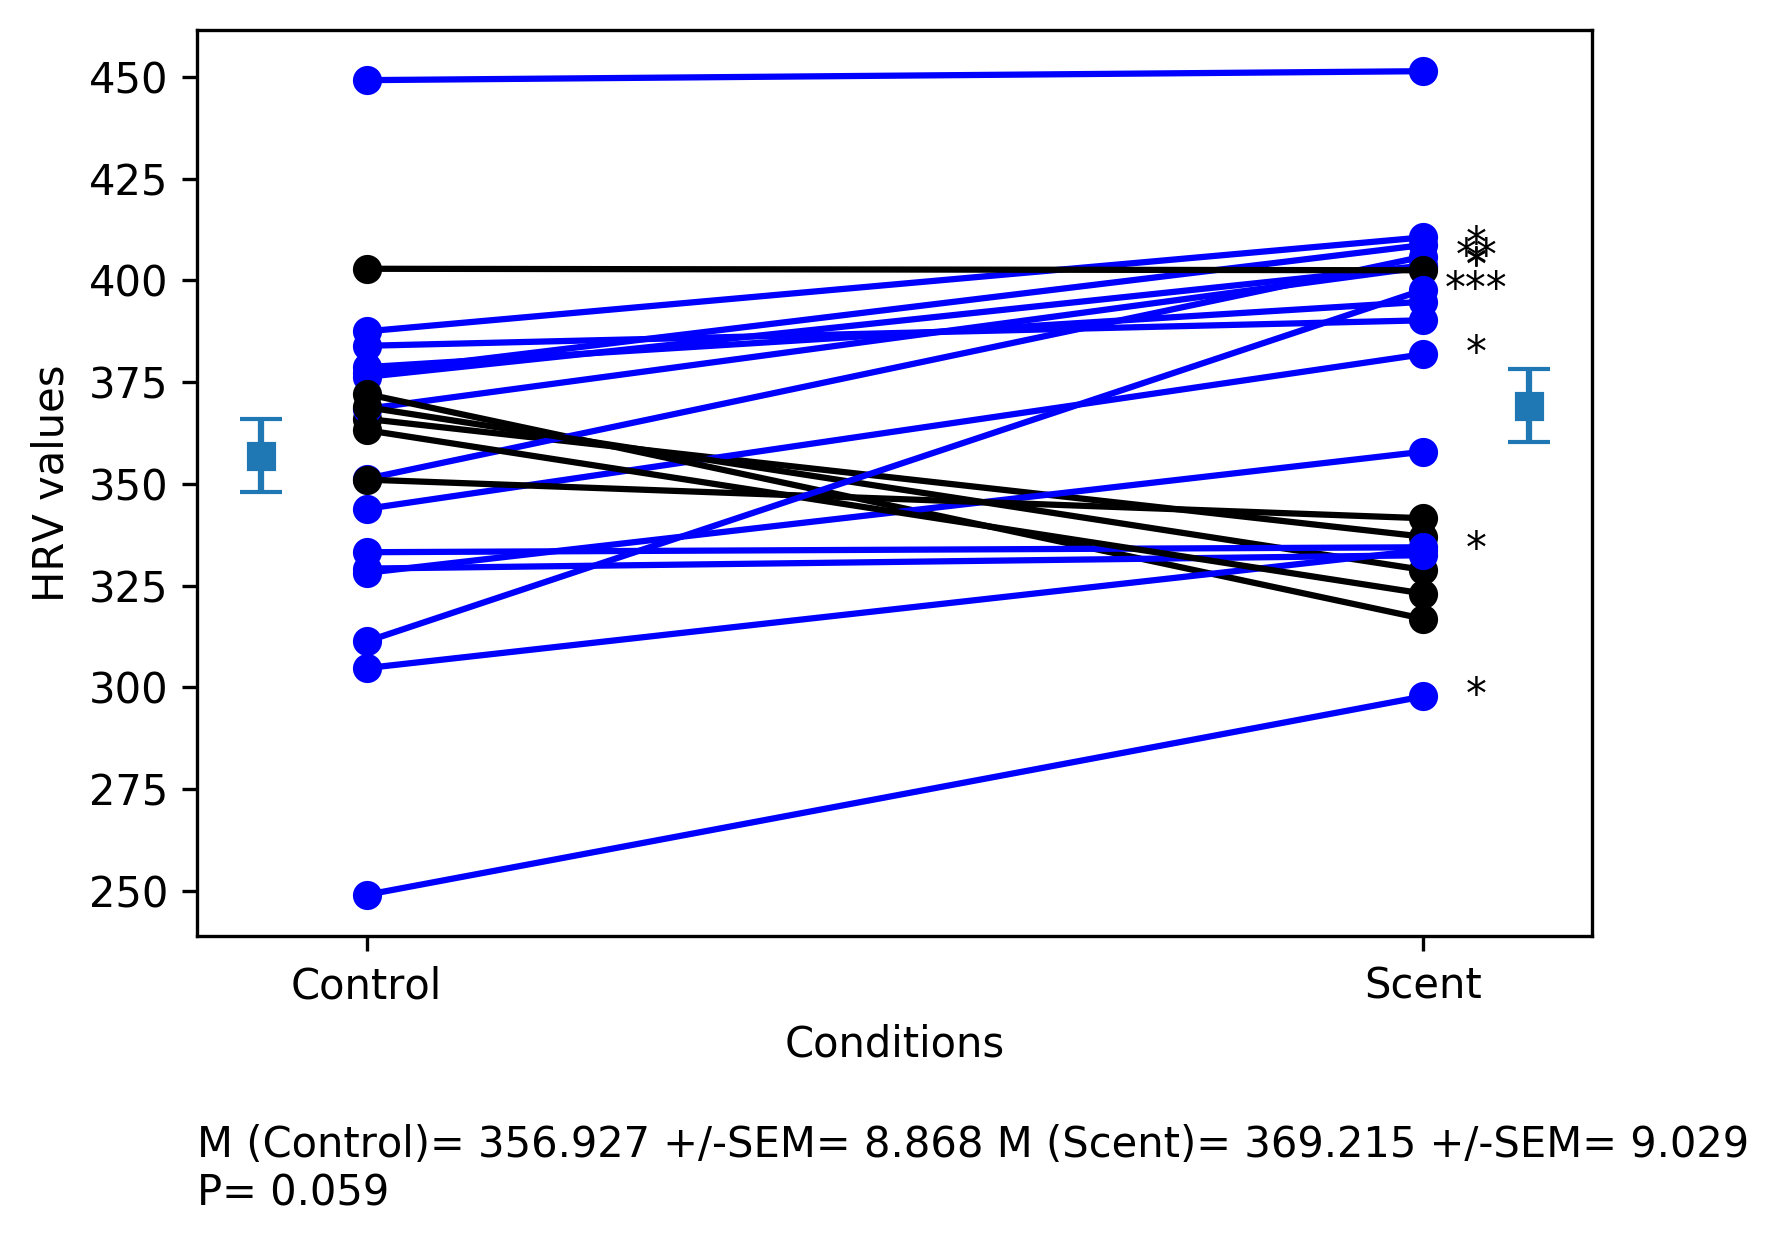 450
425
*
**
*
400
***
*
375
350
*
325
300
*
275
250
HRV values
Control
Scent
Conditions
M (Control)= 356.927 +/-SEM= 8.868 M (Scent)= 369.215 +/-SEM= 9.029
P= 0.059